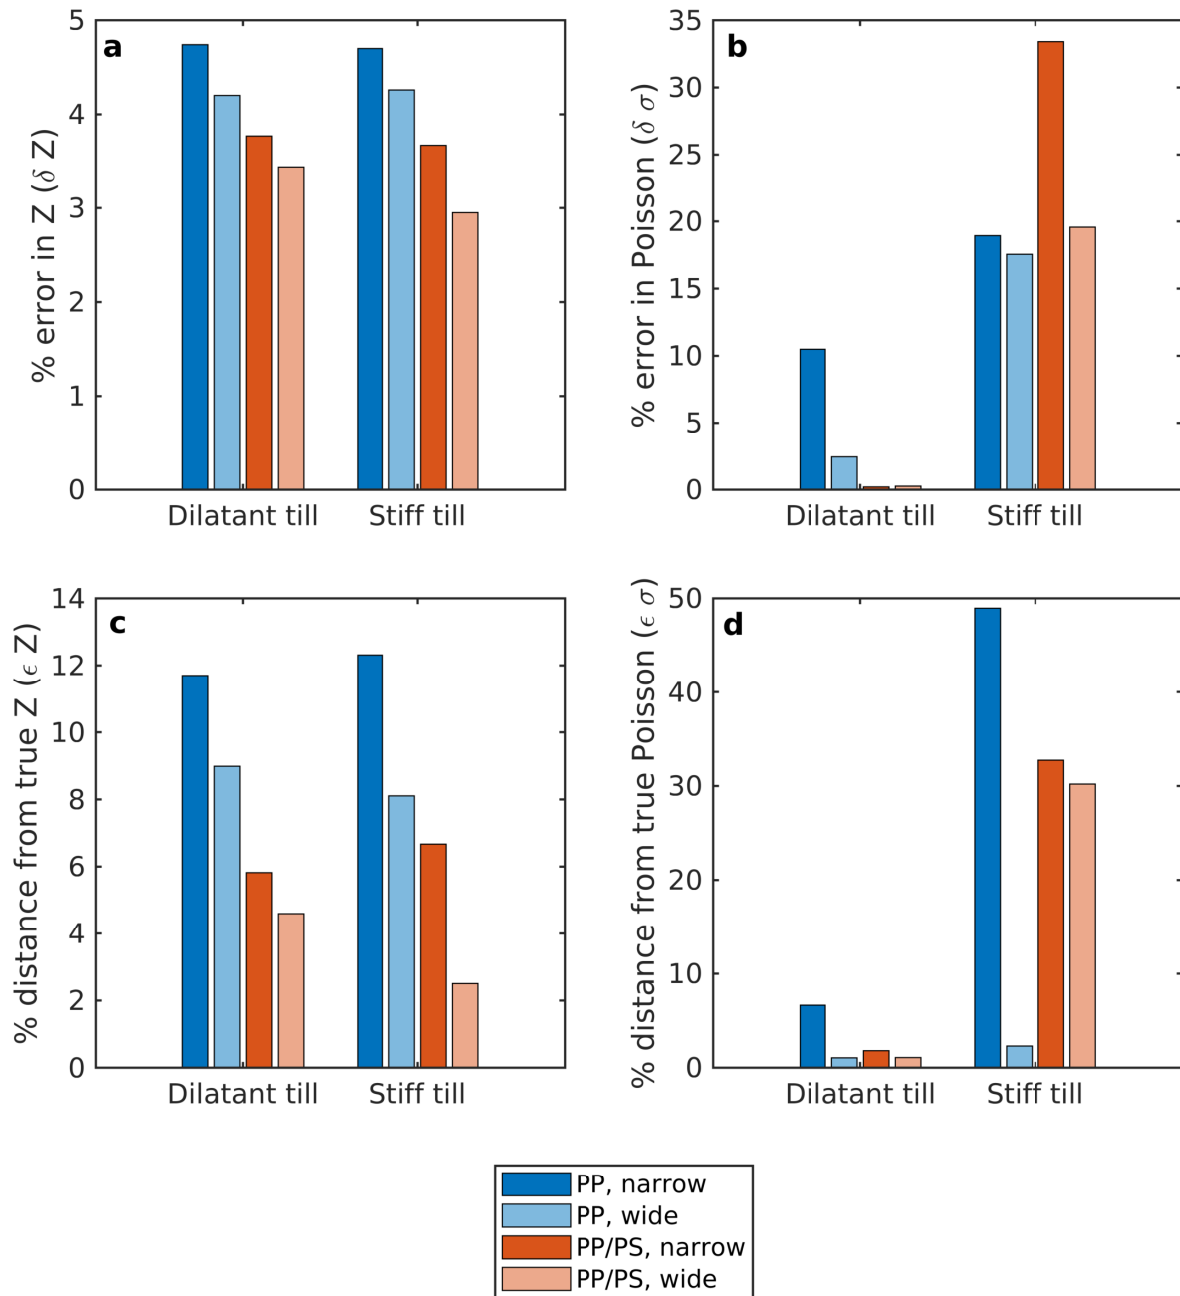 a
% error in Z (δ Z)
5
4
3
2
1
0
Dilatant till
Stiff till
b
% error in Poisson (δ σ)
35
30
25
20
15
10
5
0
Dilatant till
Stiff till
c
% distance from true Z (ϵ Z)
14
12
10
8
6
4
2
0
Dilatant till
Stiff till
d
% distance from true Poisson (ϵ σ)
50
40
30
20
10
0
Dilatant till
Stiff till
PP, narrow
PP, wide
PP/PS, narrow
PP/PS, wide